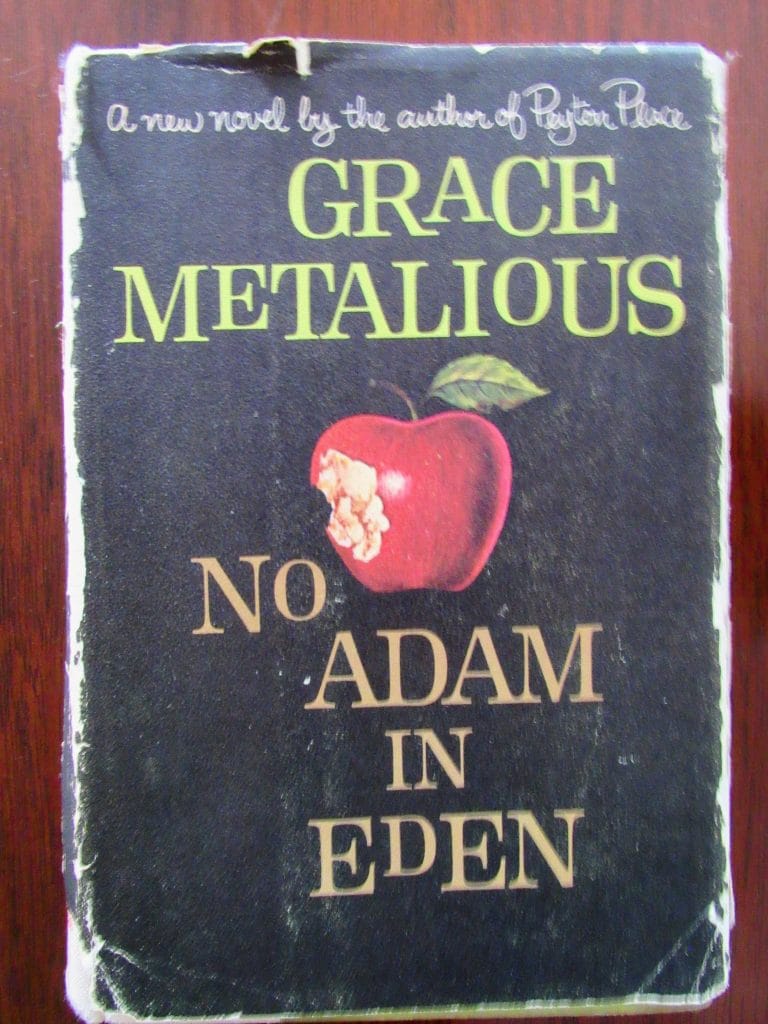 A new novel by the author of Peyton Place
GRACE
METALIOUS
NO
ADAM
IN
EDEN